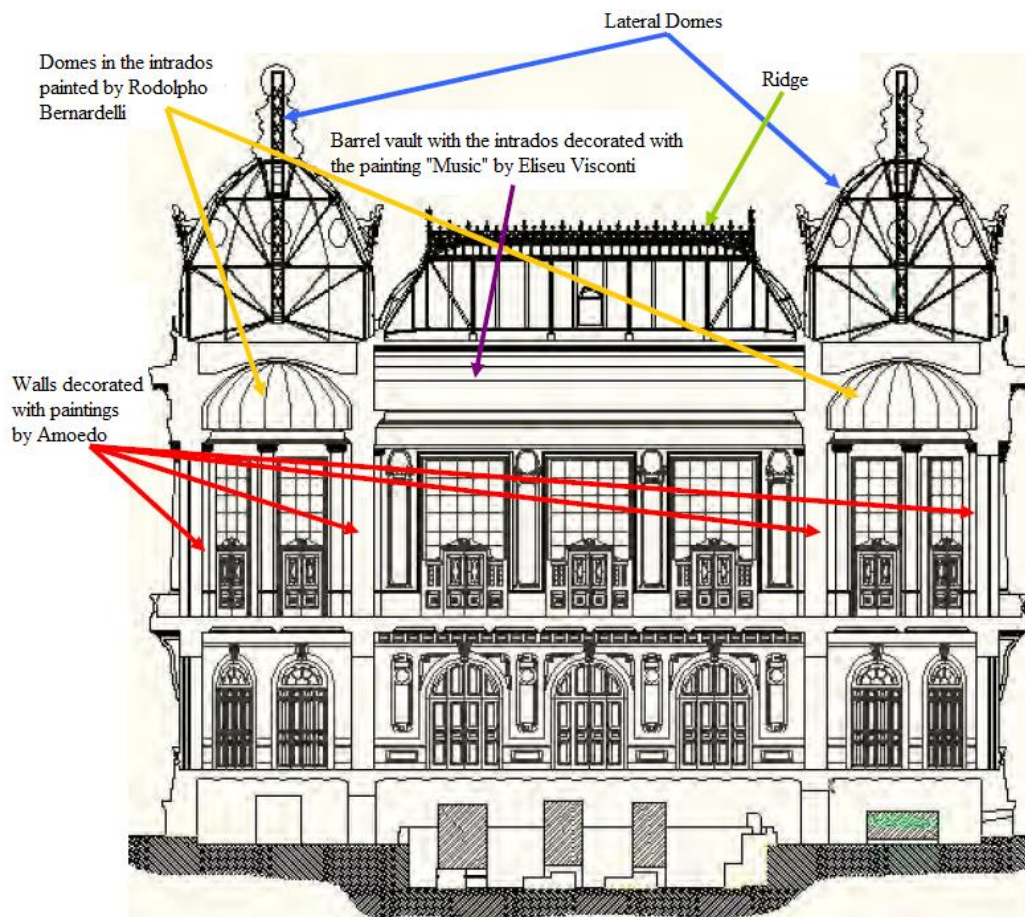 Lateral Domes
Domes in the intrados
painted by Rodolpho
Bernardelli
Ridge
Barrel vault with the intrados decorated with
the painting "Music" by Eliseu Visconti
Walls decorated
with paintings
by Amoedo